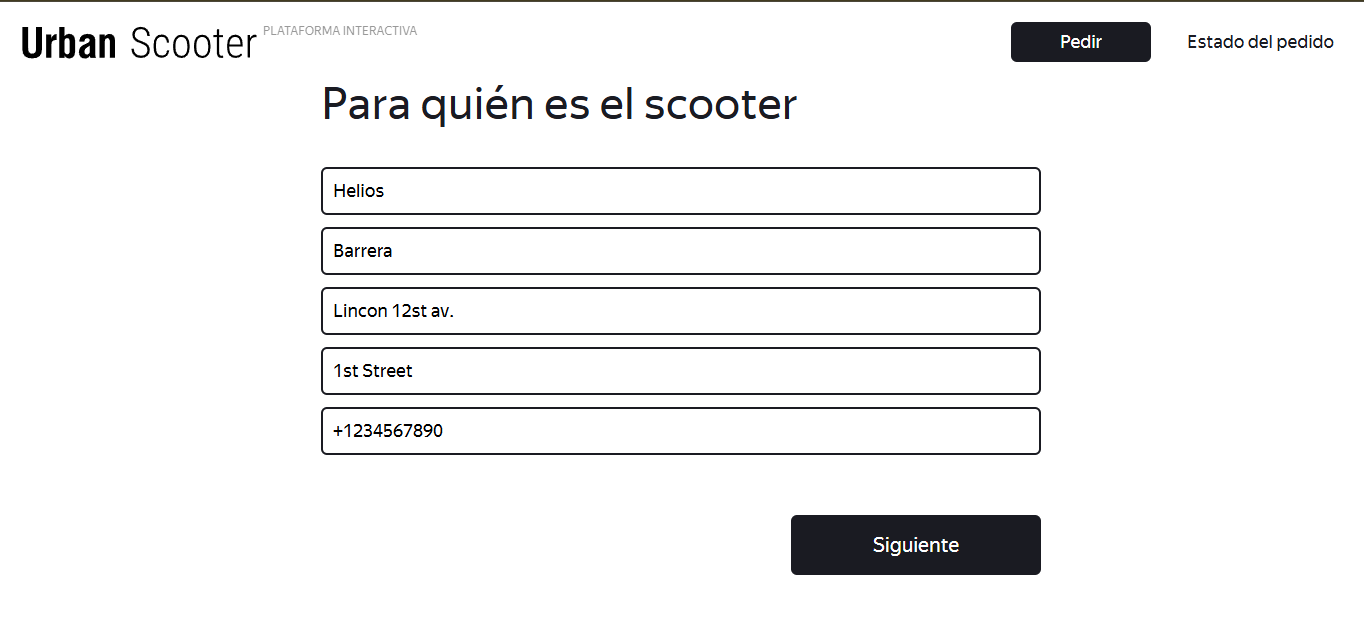 Urban Scooter PLATAFORMA INTERACTIVA
Pedir
Estado del pedido
Para quién es el scooter
Helios
Barrera
Lincon 12st av.
1st Street
+1234567890
Siguiente